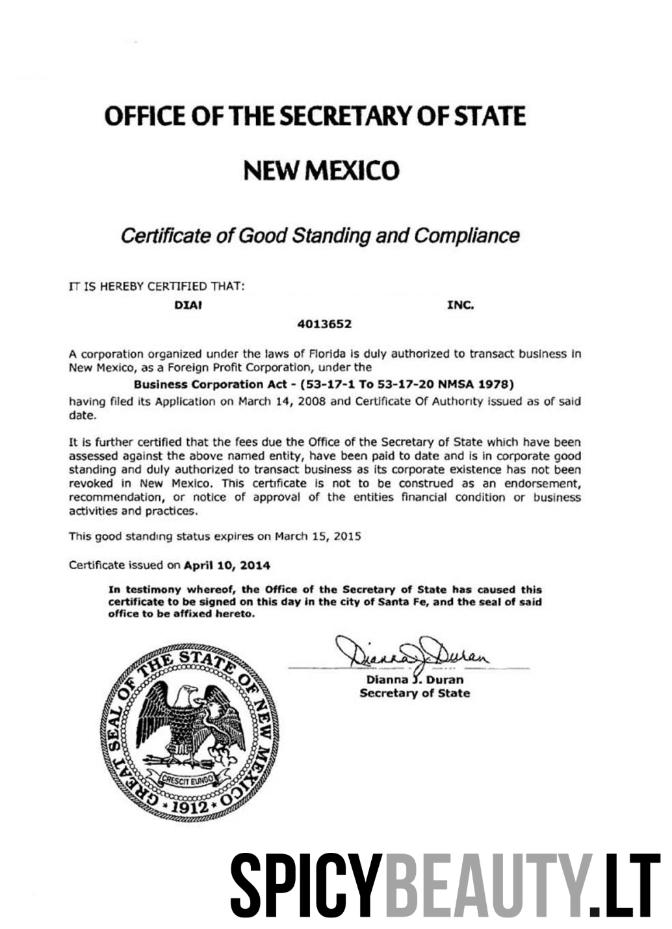 OFFICE OF THE SECRETARY OF STATE
NEW MEXICO
Certificate of Good Standing and Compliance
IT IS HEREBY CERTIFIED THAT:
DIAI INC.
4013652
A corporation organized under the laws of Florida is duly authorized to transact business in
New Mexico, as a Foreign Profit Corporation, under the
Business Corporation Act - (53-17-1 To 53-17-20 NMSA 1978)
having filed its Application on March 14, 2008 and Certificate Of Authority issued as of said
date.
It is further certified that the fees due the Office of the Secretary of State which have been
assessed against the above named entity, have been paid to date and is in corporate good
standing and duly authorized to transact business as its corporate existence has not been
revoked in New Mexico. This certificate is not to be construed as an endorsement,
recommendation, or notice of approval of the entities financial condition or business
activities and practices.
This good standing status expires on March 15, 2015
Certificate issued on April 10, 2014
In testimony whereof, the Office of the Secretary of State has caused this
certificate to be signed on this day in the city of Santa Fe, and the seal of said
office to be affixed hereto.
Dianna J. Duran
Dianna J. Duran
Secretary of State
GREAT SEAL OF THE STATE OF NEW MEXICO
CRESCIT EUNDO
1912
SPICYBEAUTY.LT